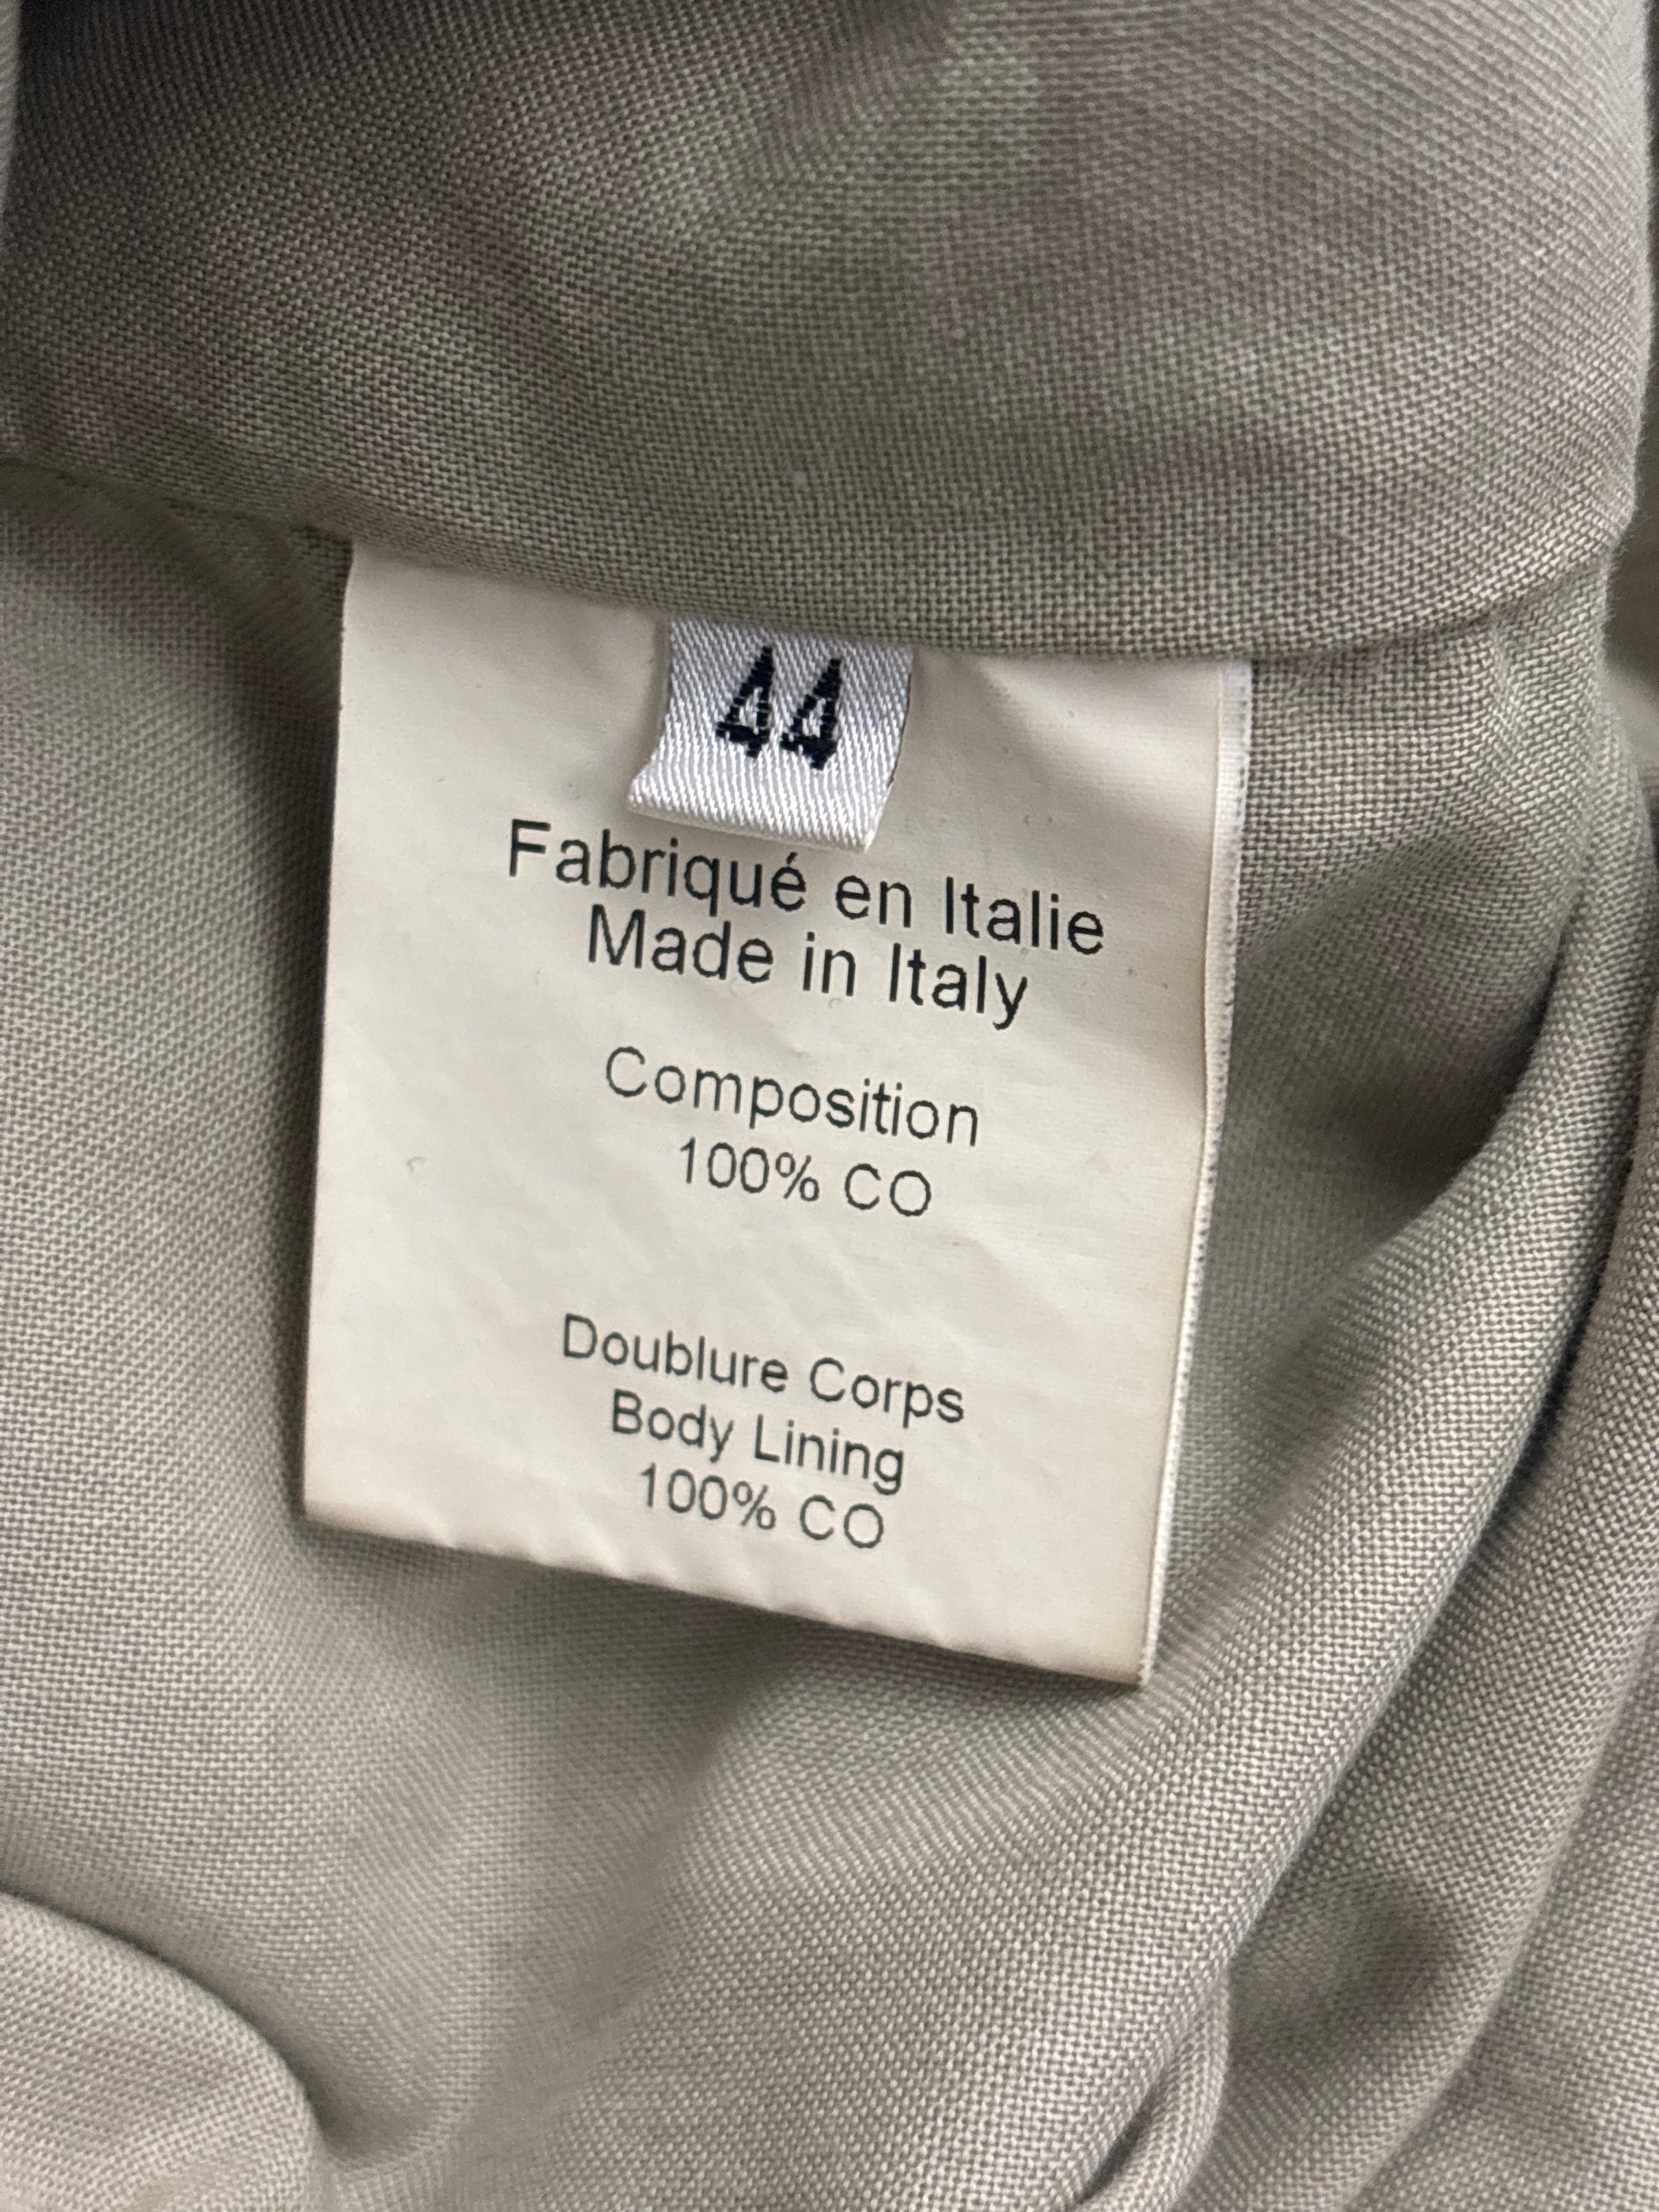 44
Fabriqué en Italie
Made in Italy
Composition
100% CO
Doublure Corps
Body Lining
100% CO